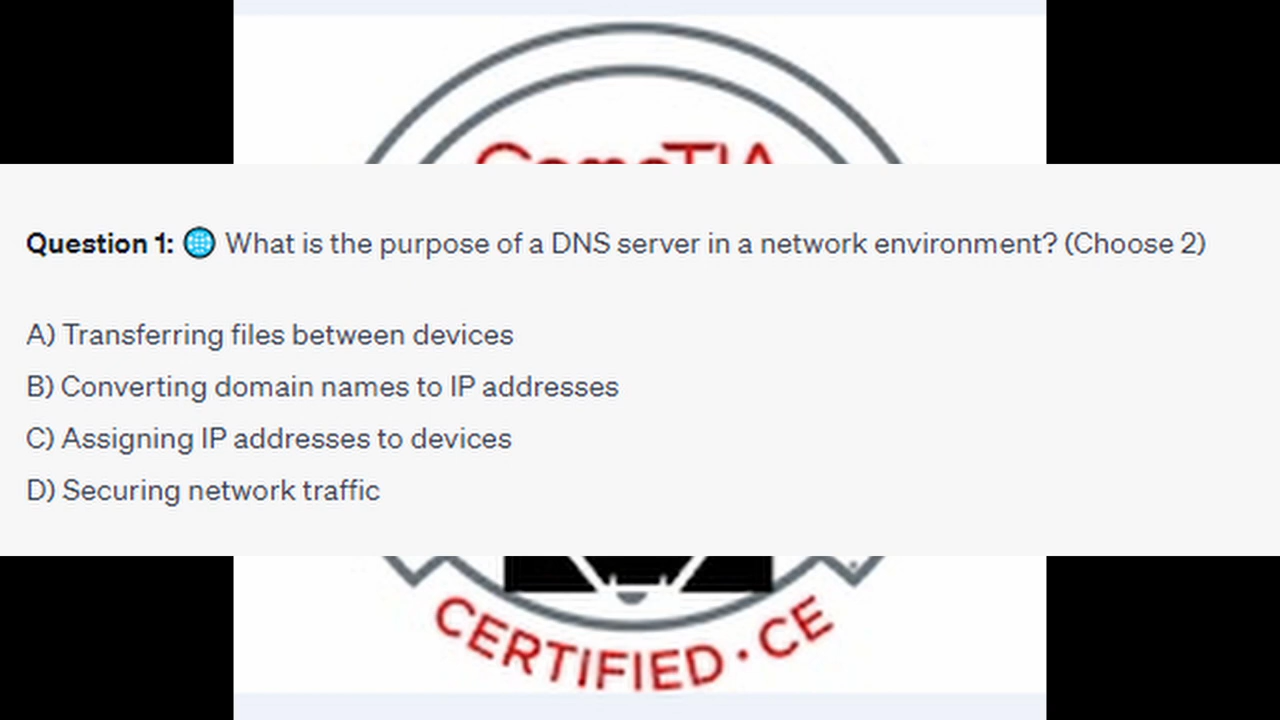 CompTIA
Question 1: 🌐 What is the purpose of a DNS server in a network environment? (Choose 2)
A) Transferring files between devices
B) Converting domain names to IP addresses
C) Assigning IP addresses to devices
D) Securing network traffic
CERTIFIED · CE